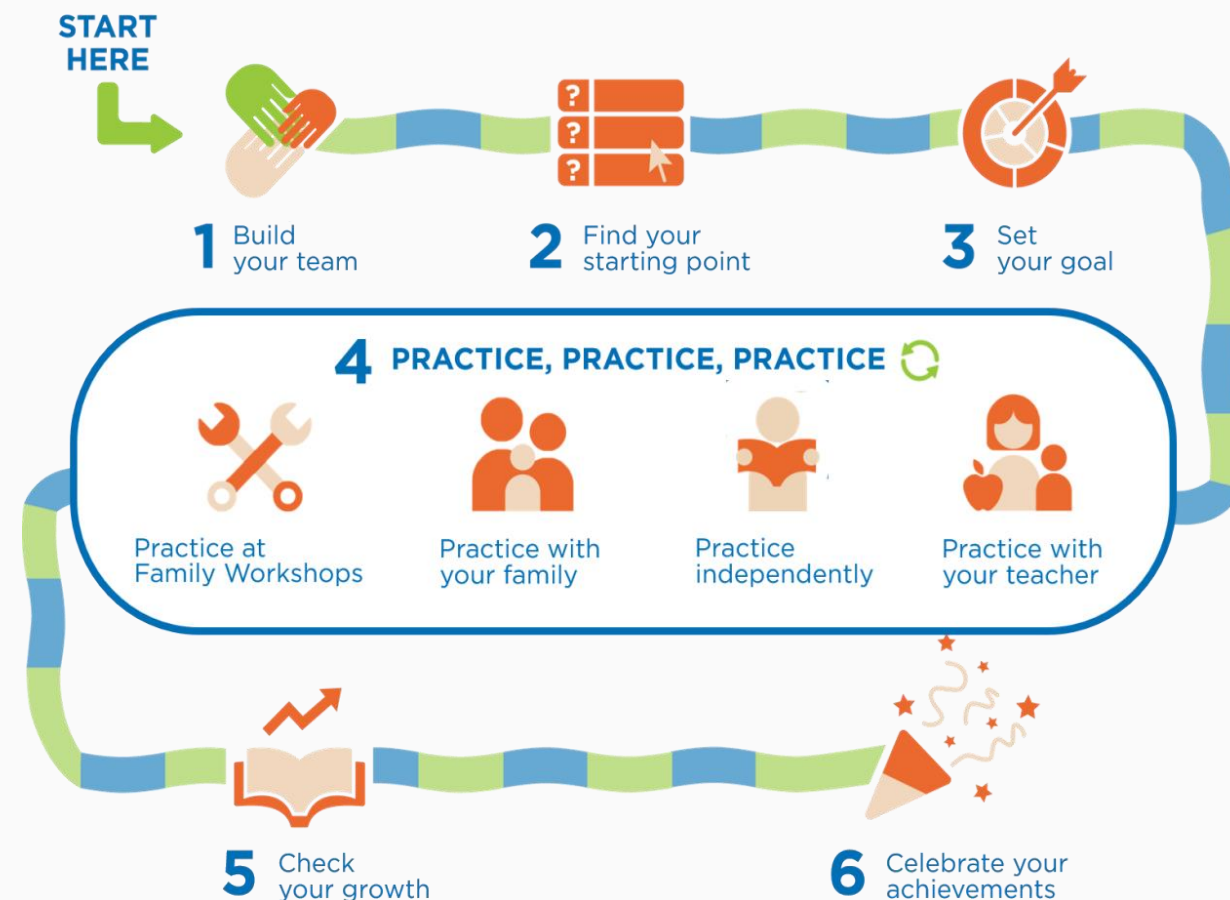 START
HERE
?
?
?
1 Build
your team
2 Find your
starting point
3 Set
your goal
4 PRACTICE, PRACTICE, PRACTICE
Practice at
Family Workshops
Practice with
your family
Practice
independently
Practice with
your teacher
5 Check
your growth
6 Celebrate your
achievements